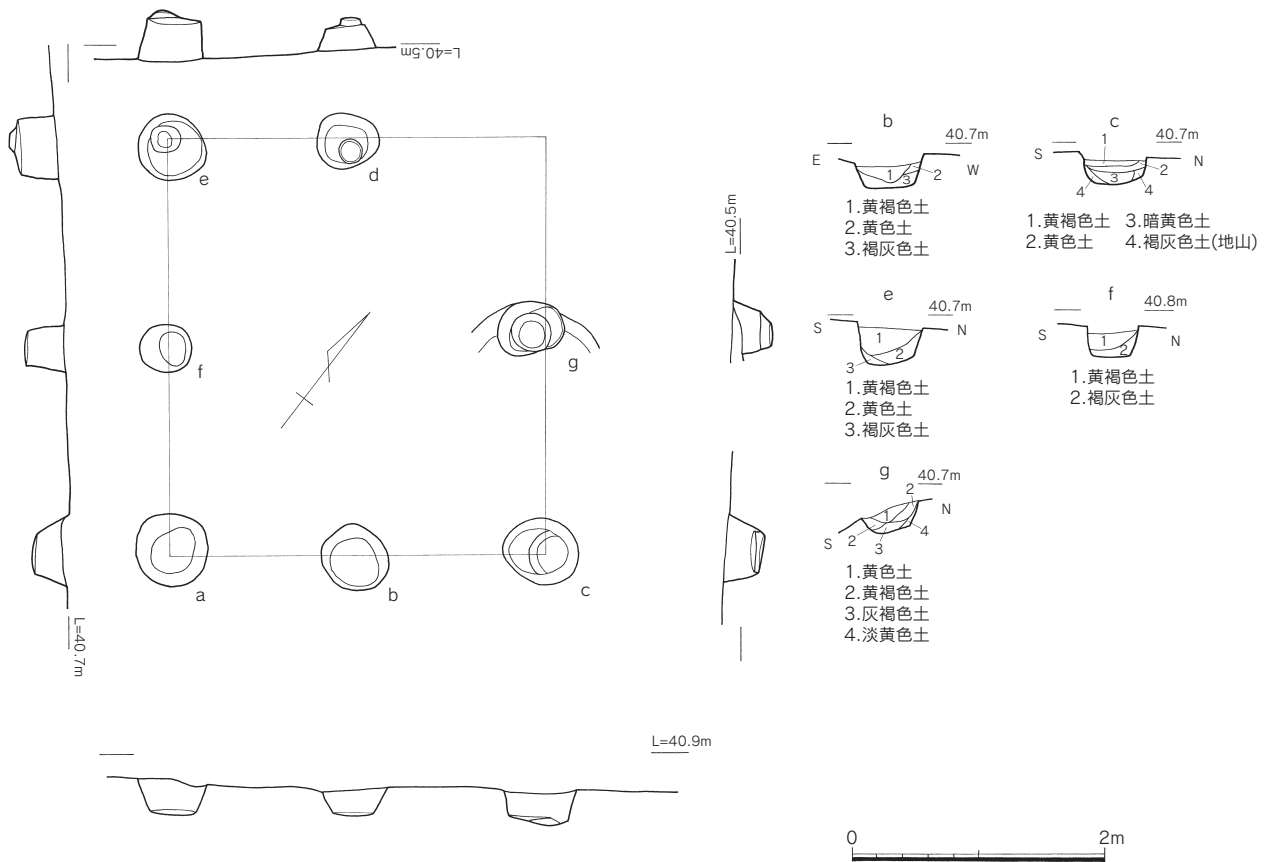 L=40.5m
e
d
f
g
a
b
c
L=40.7m
L=40.5m
L=40.9m
b
40.7m
E
W
1
3
2
1.黄褐色土
2.黄色土
3.褐灰色土
c
40.7m
S
N
1
2
3
4
4
1.黄褐色土 3.暗黄色土
2.黄色土 4.褐灰色土(地山)
e
40.7m
S
N
1
2
3
1.黄褐色土
2.黄色土
3.褐灰色土
f
40.8m
S
N
1
2
1.黄褐色土
2.褐灰色土
g
40.7m
2
N
1
4
S
2
3
1.黄色土
2.黄褐色土
3.灰褐色土
4.淡黄色土
0 2m